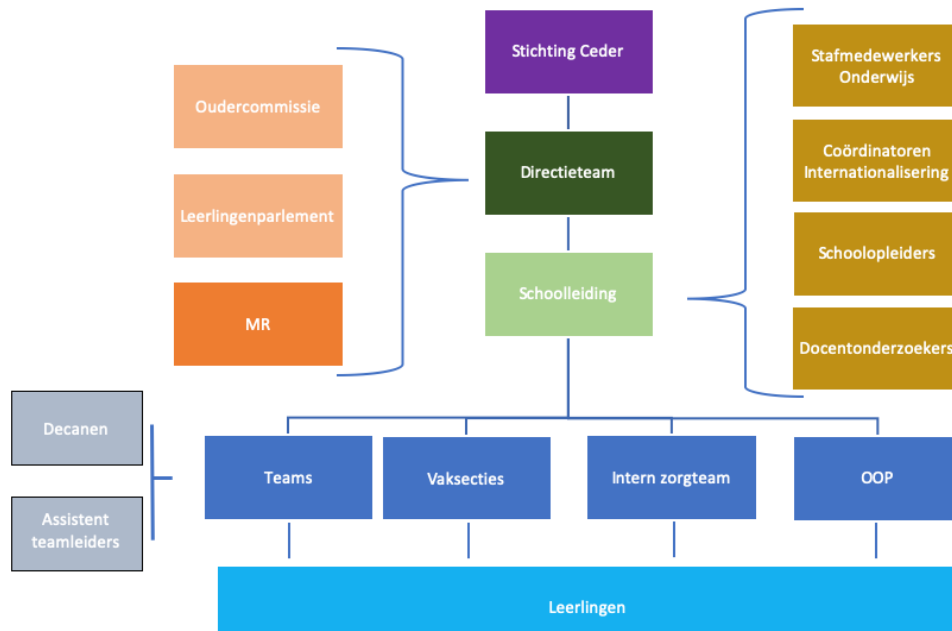 Stichting Ceder
Stafmedewerkers
Onderwijs
Oudercommissie
Coördinatoren
Internationalisering
Directieteam
Leerlingenparlement
Schoolopleiders
Schoolleiding
MR
Docentonderzoekers
Decanen
Teams
Vaksecties
Intern zorgteam
OOP
Assistent
teamleiders
Leerlingen